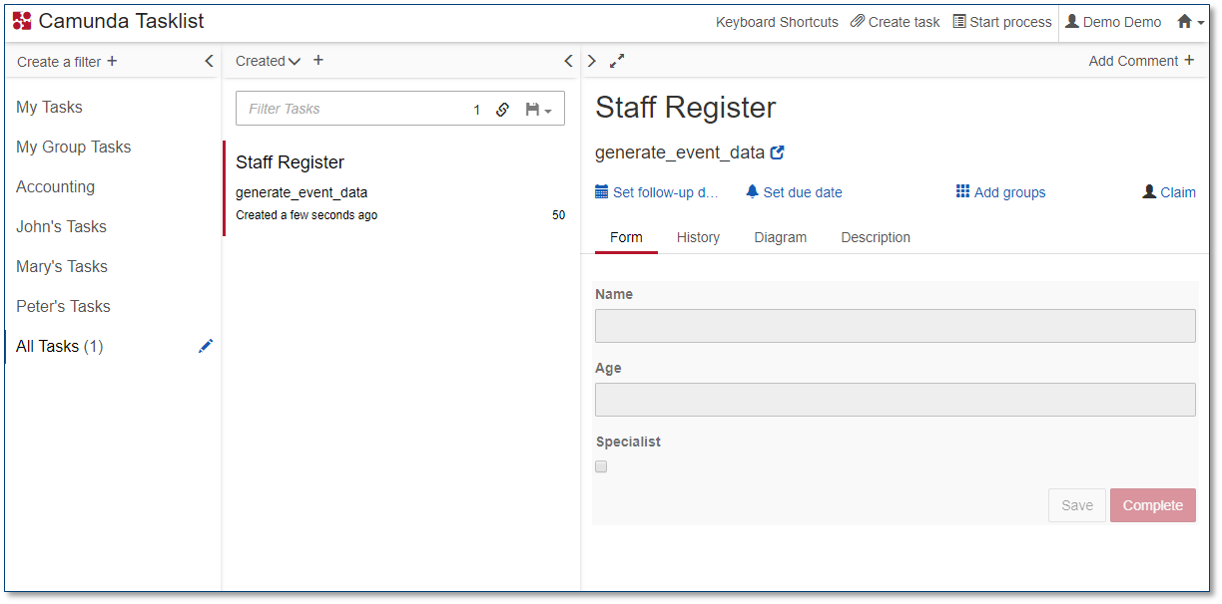 Camunda Tasklist
Keyboard Shortcuts
Create task
Start process
Demo Demo
Create a filter +
My Tasks
My Group Tasks
Accounting
John's Tasks
Mary's Tasks
Peter's Tasks
All Tasks (1)
Created +
Filter Tasks 1
Staff Register
generate_event_data
Created a few seconds ago 50
Add Comment +
Staff Register
generate_event_data
Set follow-up d...
Set due date
Add groups
Claim
Form History Diagram Description
Name
Age
Specialist
Save Complete